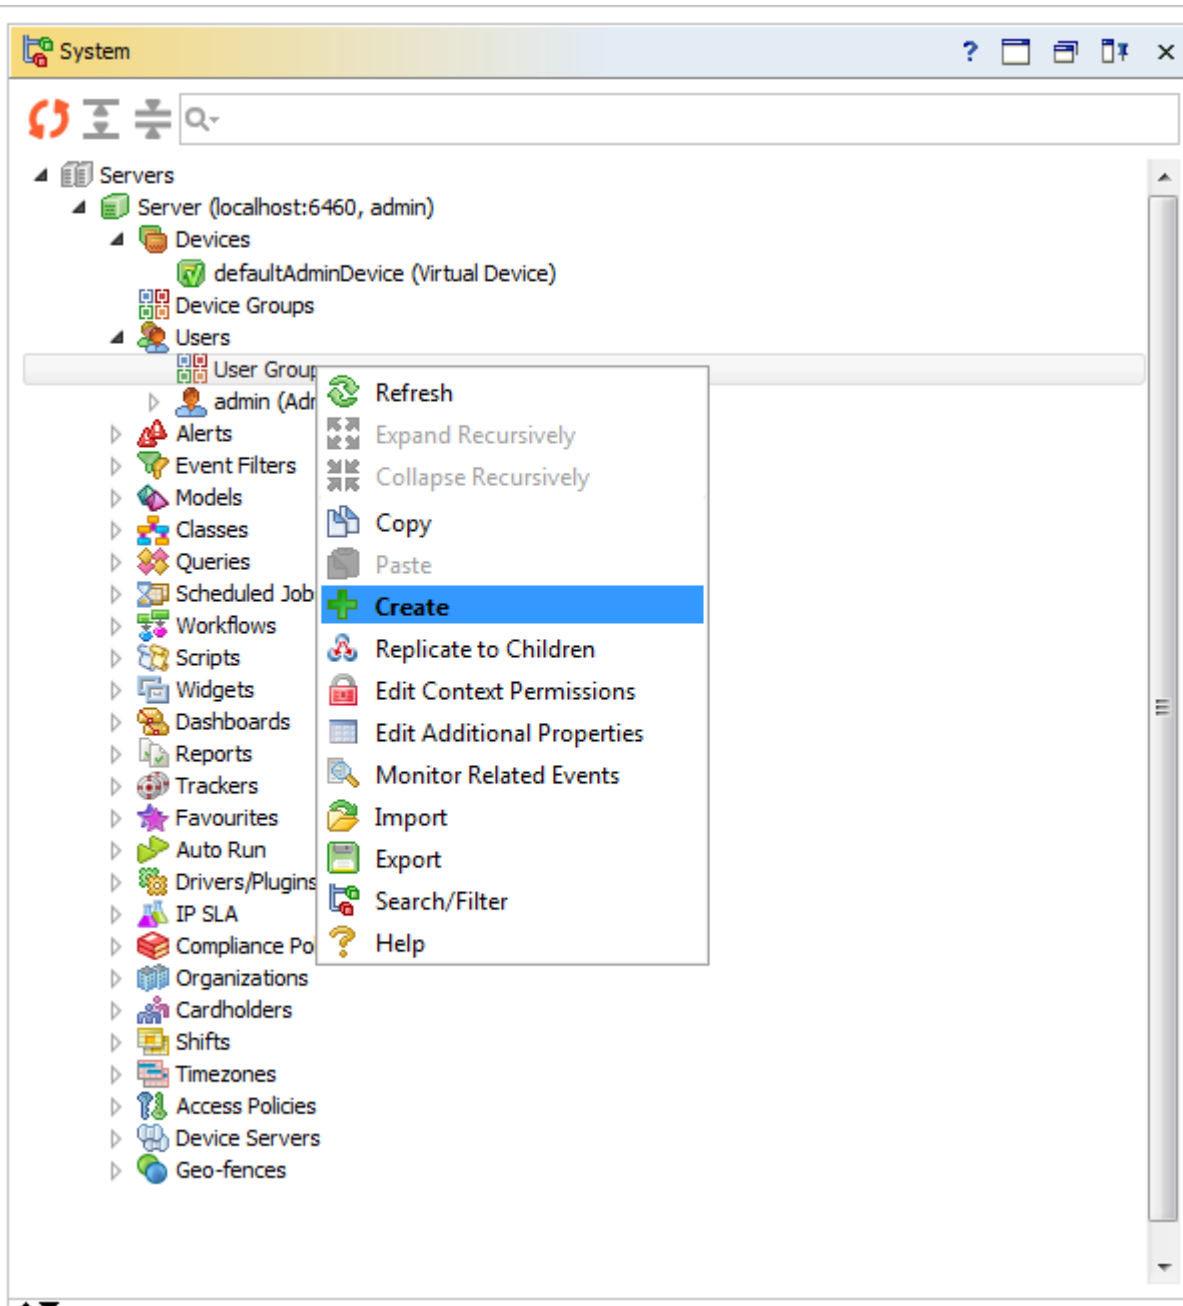 System
Servers
Server (localhost:6460, admin)
Devices
defaultAdminDevice (Virtual Device)
Device Groups
Users
User Group
admin (Adr
Alerts
Event Filters
Models
Classes
Queries
Scheduled Job
Workflows
Scripts
Widgets
Dashboards
Reports
Trackers
Favourites
Auto Run
Drivers/Plugins
IP SLA
Compliance Po
Organizations
Cardholders
Shifts
Timezones
Access Policies
Device Servers
Geo-fences
Refresh
Expand Recursively
Collapse Recursively
Copy
Paste
Create
Replicate to Children
Edit Context Permissions
Edit Additional Properties
Monitor Related Events
Import
Export
Search/Filter
Help